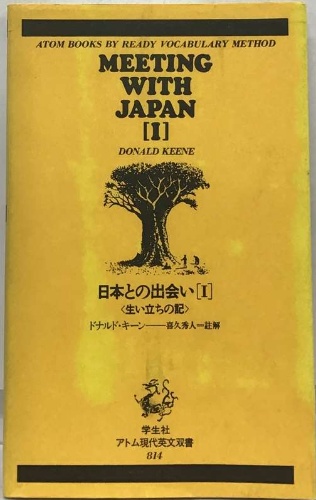 ATOM BOOKS BY READY VOCABULARY METHOD
MEETING
WITH
JAPAN
[I]
DONALD KEENE
日本との出会い[I]
〈生い立ちの記〉
ドナルド・キーン——喜久秀人=註解
学生社
アトム現代英文双書
814